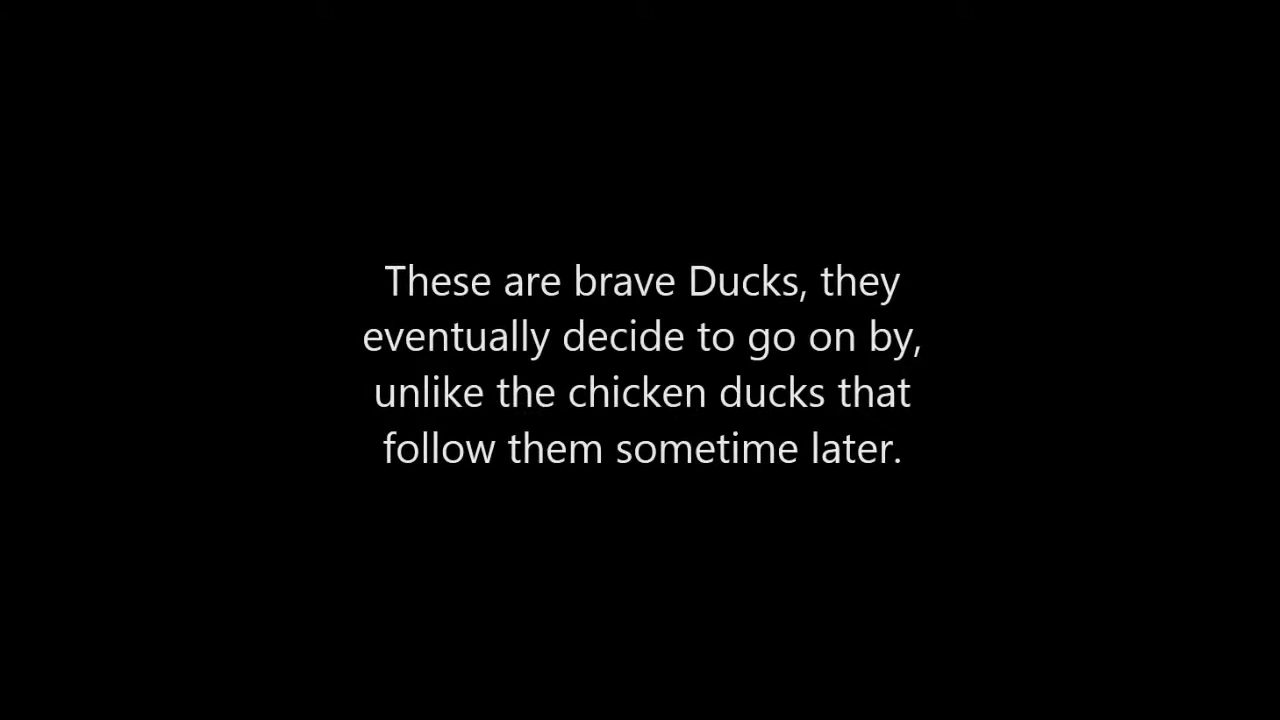 These are brave Ducks, they
eventually decide to go on by,
unlike the chicken ducks that
follow them sometime later.